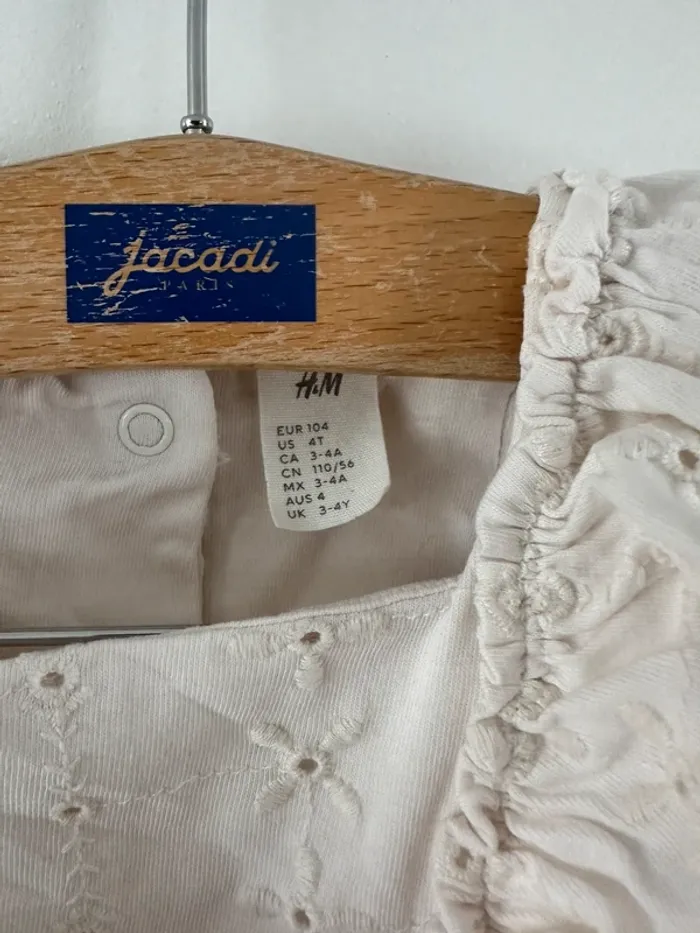 jacadi
PARIS
H&M
EUR 104
US 4T
CA 3-4A
CN 110/56
MX 3-4A
AUS 4
UK 3-4Y